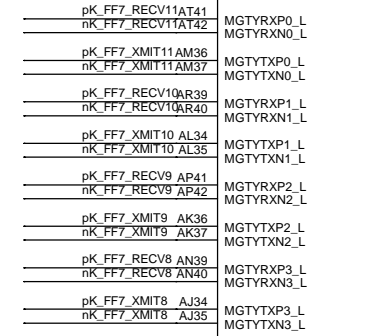 pK_FF7_RECV11 AT41 MGTYRXP0_L
nK_FF7_RECV11 AT42 MGTYRXN0_L
pK_FF7_XMIT11 AM36 MGTYTXP0_L
nK_FF7_XMIT11 AM37 MGTYTXN0_L
pK_FF7_RECV10 AR39 MGTYRXP1_L
nK_FF7_RECV10 AR40 MGTYRXN1_L
pK_FF7_XMIT10 AL34 MGTYTXP1_L
nK_FF7_XMIT10 AL35 MGTYTXN1_L
pK_FF7_RECV9 AP41 MGTYRXP2_L
nK_FF7_RECV9 AP42 MGTYRXN2_L
pK_FF7_XMIT9 AK36 MGTYTXP2_L
nK_FF7_XMIT9 AK37 MGTYTXN2_L
pK_FF7_RECV8 AN39 MGTYRXP3_L
nK_FF7_RECV8 AN40 MGTYRXN3_L
pK_FF7_XMIT8 AJ34 MGTYTXP3_L
nK_FF7_XMIT8 AJ35 MGTYTXN3_L